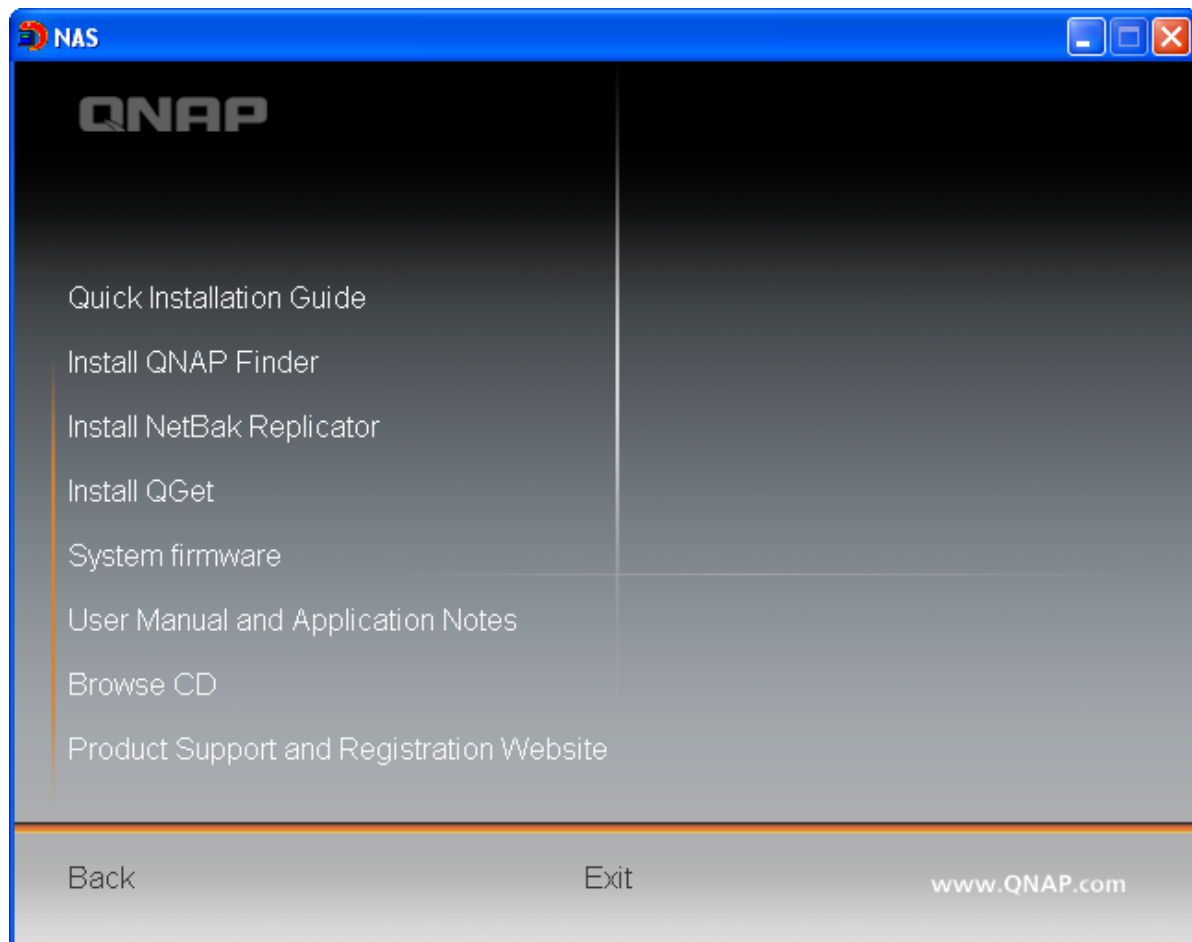 NAS
QNAP
Quick Installation Guide
Install QNAP Finder
Install NetBak Replicator
Install QGet
System firmware
User Manual and Application Notes
Browse CD
Product Support and Registration Website
Back Exit www.QNAP.com